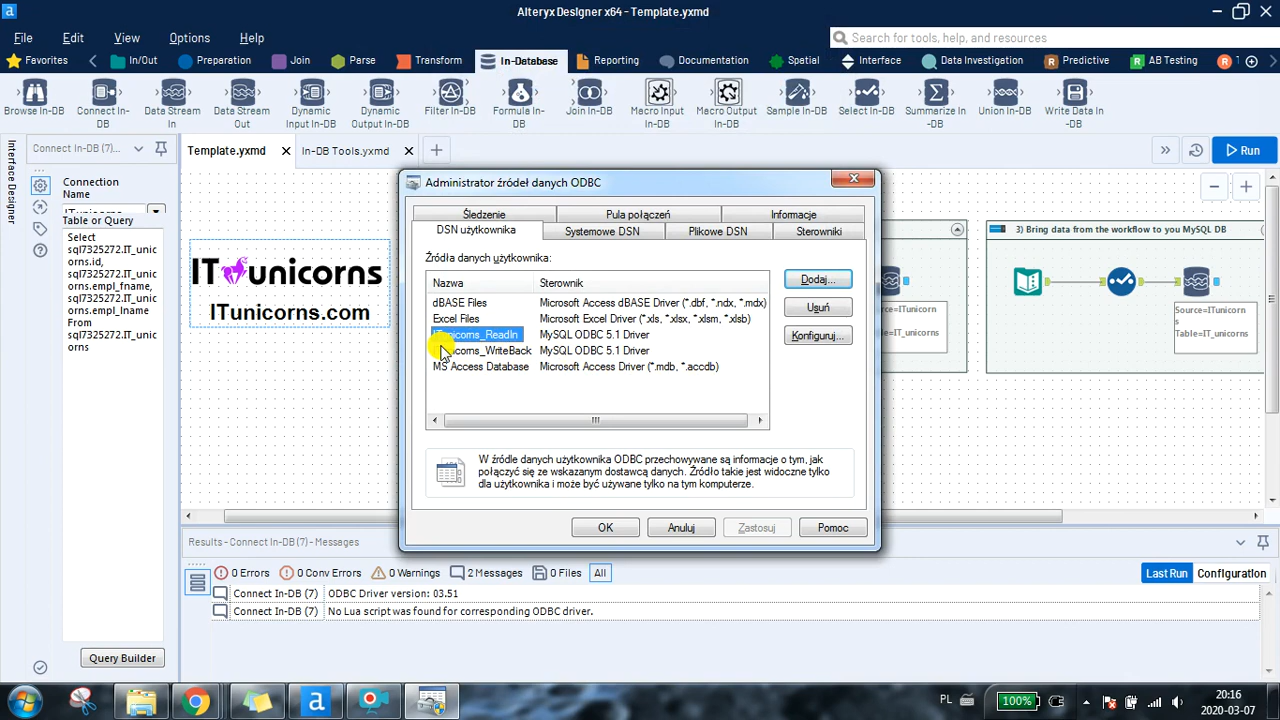 Alteryx Designer x64 - Template.yxmd
File Edit View Options Help
Search for tools, help, and resources
Favorites In/Out Preparation Join Parse Transform In-Database Reporting Documentation Spatial Interface Data Investigation Predictive AB Testing
Browse In-DB Connect In-DB Data Stream In Data Stream Out Dynamic Input In-DB Dynamic Output In-DB Filter In-DB Formula In-DB Join In-DB Macro Input In-DB Macro Output In-DB Sample In-DB Select In-DB Summarize In-DB Union In-DB Write Data In-DB
Interface Designer
Connect In-DB (7)...
Template.yxmd
In-DB Tools.yxmd
Run
Connection
Name
Table or Query
Select
sql7325272.IT_unic
orns.id,
sql7325272.IT_unic
orns.empl_fname,
sql7325272.IT_unic
orns.empl_lname
From
sql7325272.IT_uni
corns
Query Builder
IT unicorns
ITunicorns.com
3) Bring data from the workflow to you MySQL DB
Source=ITunicorn
s
Table=IT_unicorns
Administrator źródeł danych ODBC
Śledzenie Pula połączeń Informacje
DSN użytkownika Systemowe DSN Plikowe DSN Sterowniki
Źródła danych użytkownika:
Nazwa Sterownik
dBASE Files Microsoft Access dBASE Driver (*.dbf, *.ndx, *.mdx)
Excel Files Microsoft Excel Driver (*.xls, *.xlsx, *.xlsm, *.xlsb)
ITunicorns_ReadIn MySQL ODBC 5.1 Driver
ITunicorns_WriteBack MySQL ODBC 5.1 Driver
MS Access Database Microsoft Access Driver (*.mdb, *.accdb)
Dodaj...
Usuń
Konfiguruj...
W źródle danych użytkownika ODBC przechowywane są informacje o tym, jak
połączyć się ze wskazanym dostawcą danych. Źródło takie jest widoczne tylko
dla użytkownika i może być używane tylko na tym komputerze.
OK Anuluj Zastosuj Pomoc
Results - Connect In-DB (7) - Messages
0 Errors 0 Conv Errors 0 Warnings 2 Messages 0 Files All
Last Run Configuration
Connect In-DB (7) ODBC Driver version: 03.51
Connect In-DB (7) No Lua script was found for corresponding ODBC driver.
PL 100% 20:16
2020-03-07